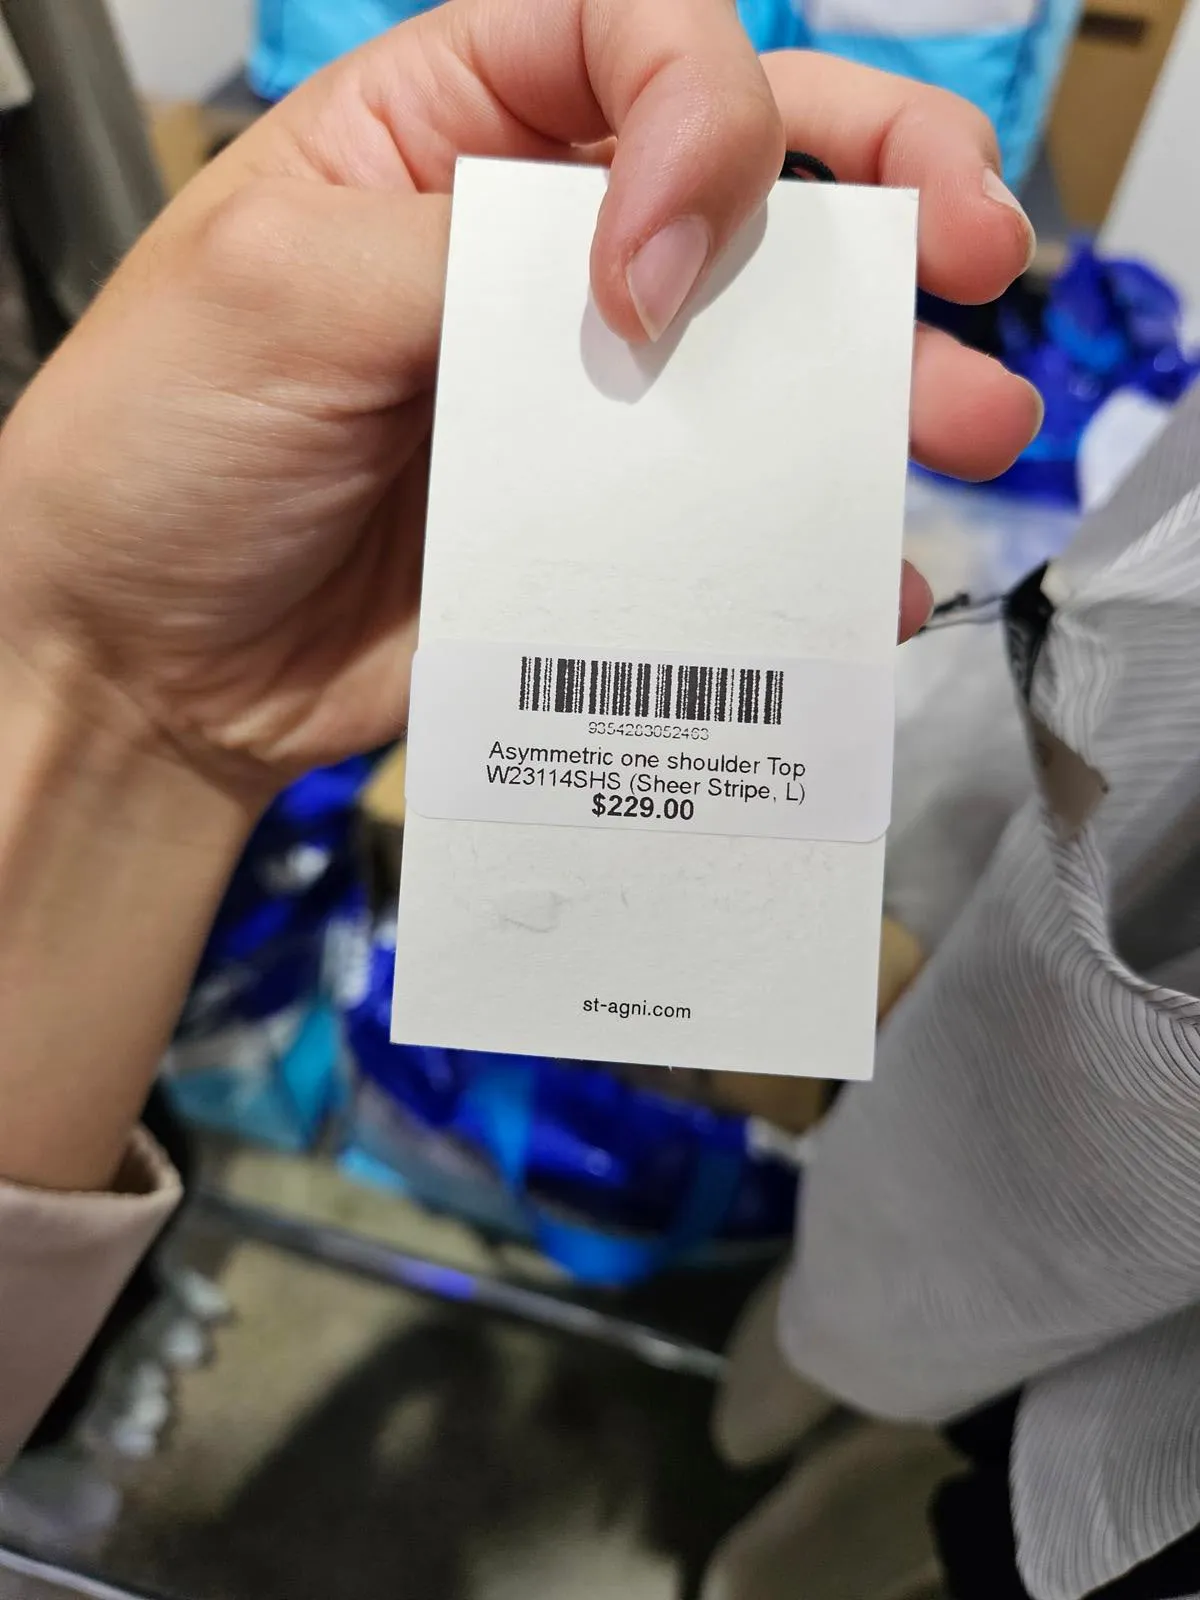 9354283052463
Asymmetric one shoulder Top
W23114SHS (Sheer Stripe, L)
$229.00
st-agni.com